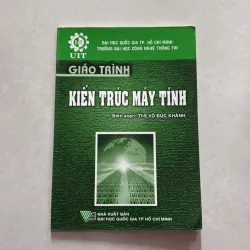 UIT
ĐẠI HỌC QUỐC GIA TP. HỒ CHÍ MINH
TRƯỜNG ĐẠI HỌC CÔNG NGHỆ THÔNG TIN
GIÁO TRÌNH
KIẾN TRÚC MÁY TÍNH
Biên soạn: ThS VÕ ĐỨC KHÁNH
NHÀ XUẤT BẢN
ĐẠI HỌC QUỐC GIA TP HỒ CHÍ MINH